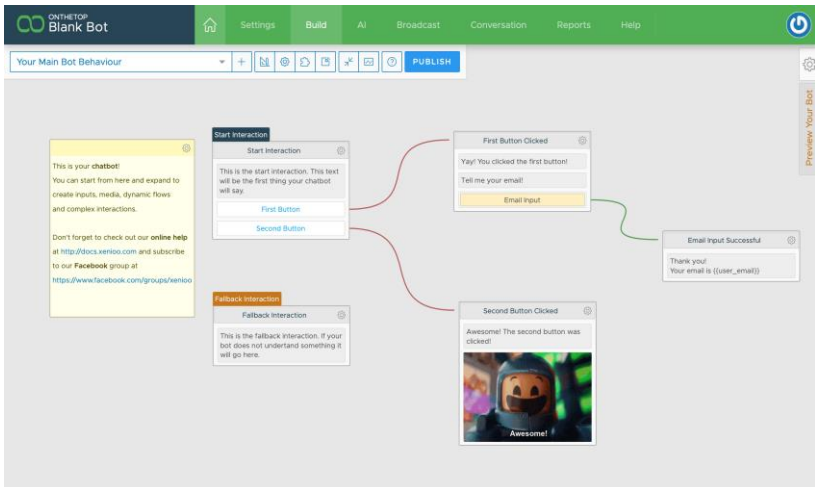 ONTHETOP
Blank Bot
Settings
Build
AI
Broadcast
Conversation
Reports
Help
Your Main Bot Behaviour
PUBLISH
Preview Your Bot
This is your chatbot!
You can start from here and expand to
create inputs, media, dynamic flows
and complex interactions.
Don't forget to check out our online help
at http://docs.xenioo.com and subscribe
to our Facebook group at
https://www.facebook.com/groups/xenioo
Start Interaction
Start Interaction
This is the start interaction. This text
will be the first thing your chatbot
will say.
First Button
Second Button
Fallback Interaction
Fallback Interaction
This is the fallback interaction. If your
bot does not undertand something it
will go here.
First Button Clicked
Yay! You clicked the first button!
Tell me your email!
Email Input
Second Button Clicked
Awesome! The second button was
clicked!
Awesome!
Email Input Successful
Thank you!
Your email is {{user_email}}